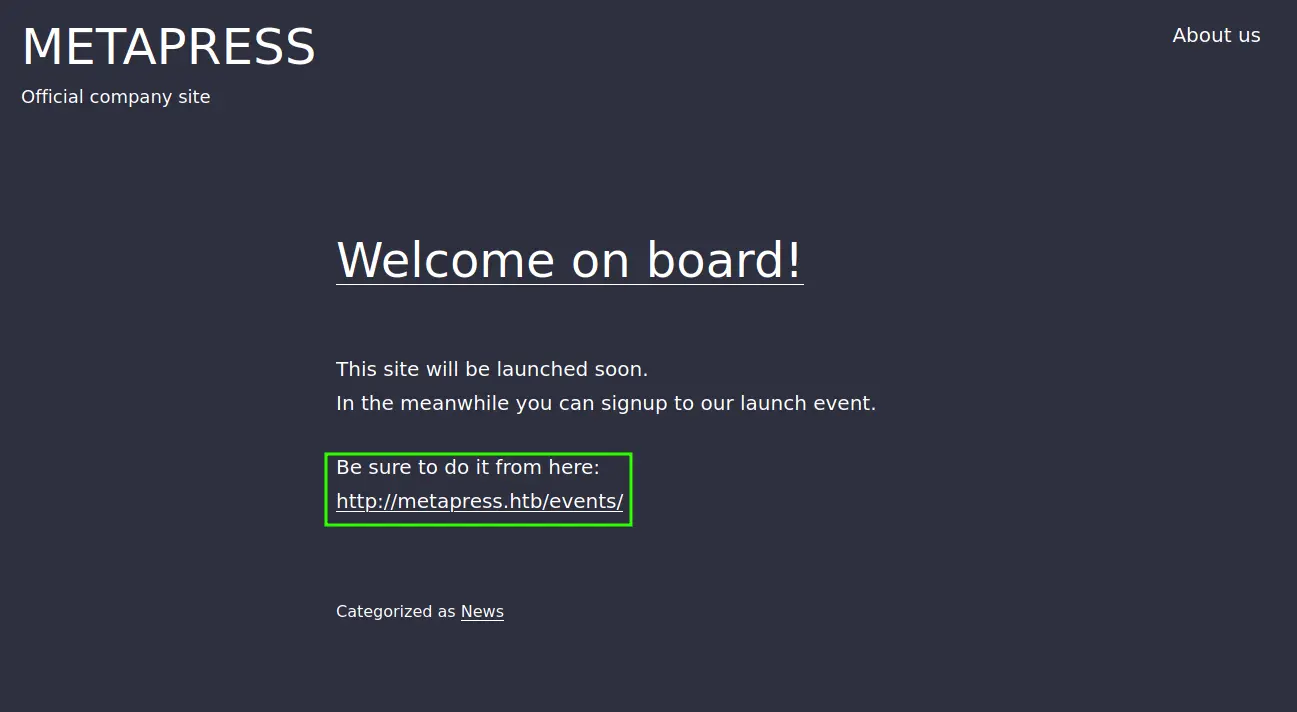 METAPRESS
About us
Official company site
Welcome on board!
This site will be launched soon.
In the meanwhile you can signup to our launch event.
Be sure to do it from here:
http://metapress.htb/events/
Categorized as News